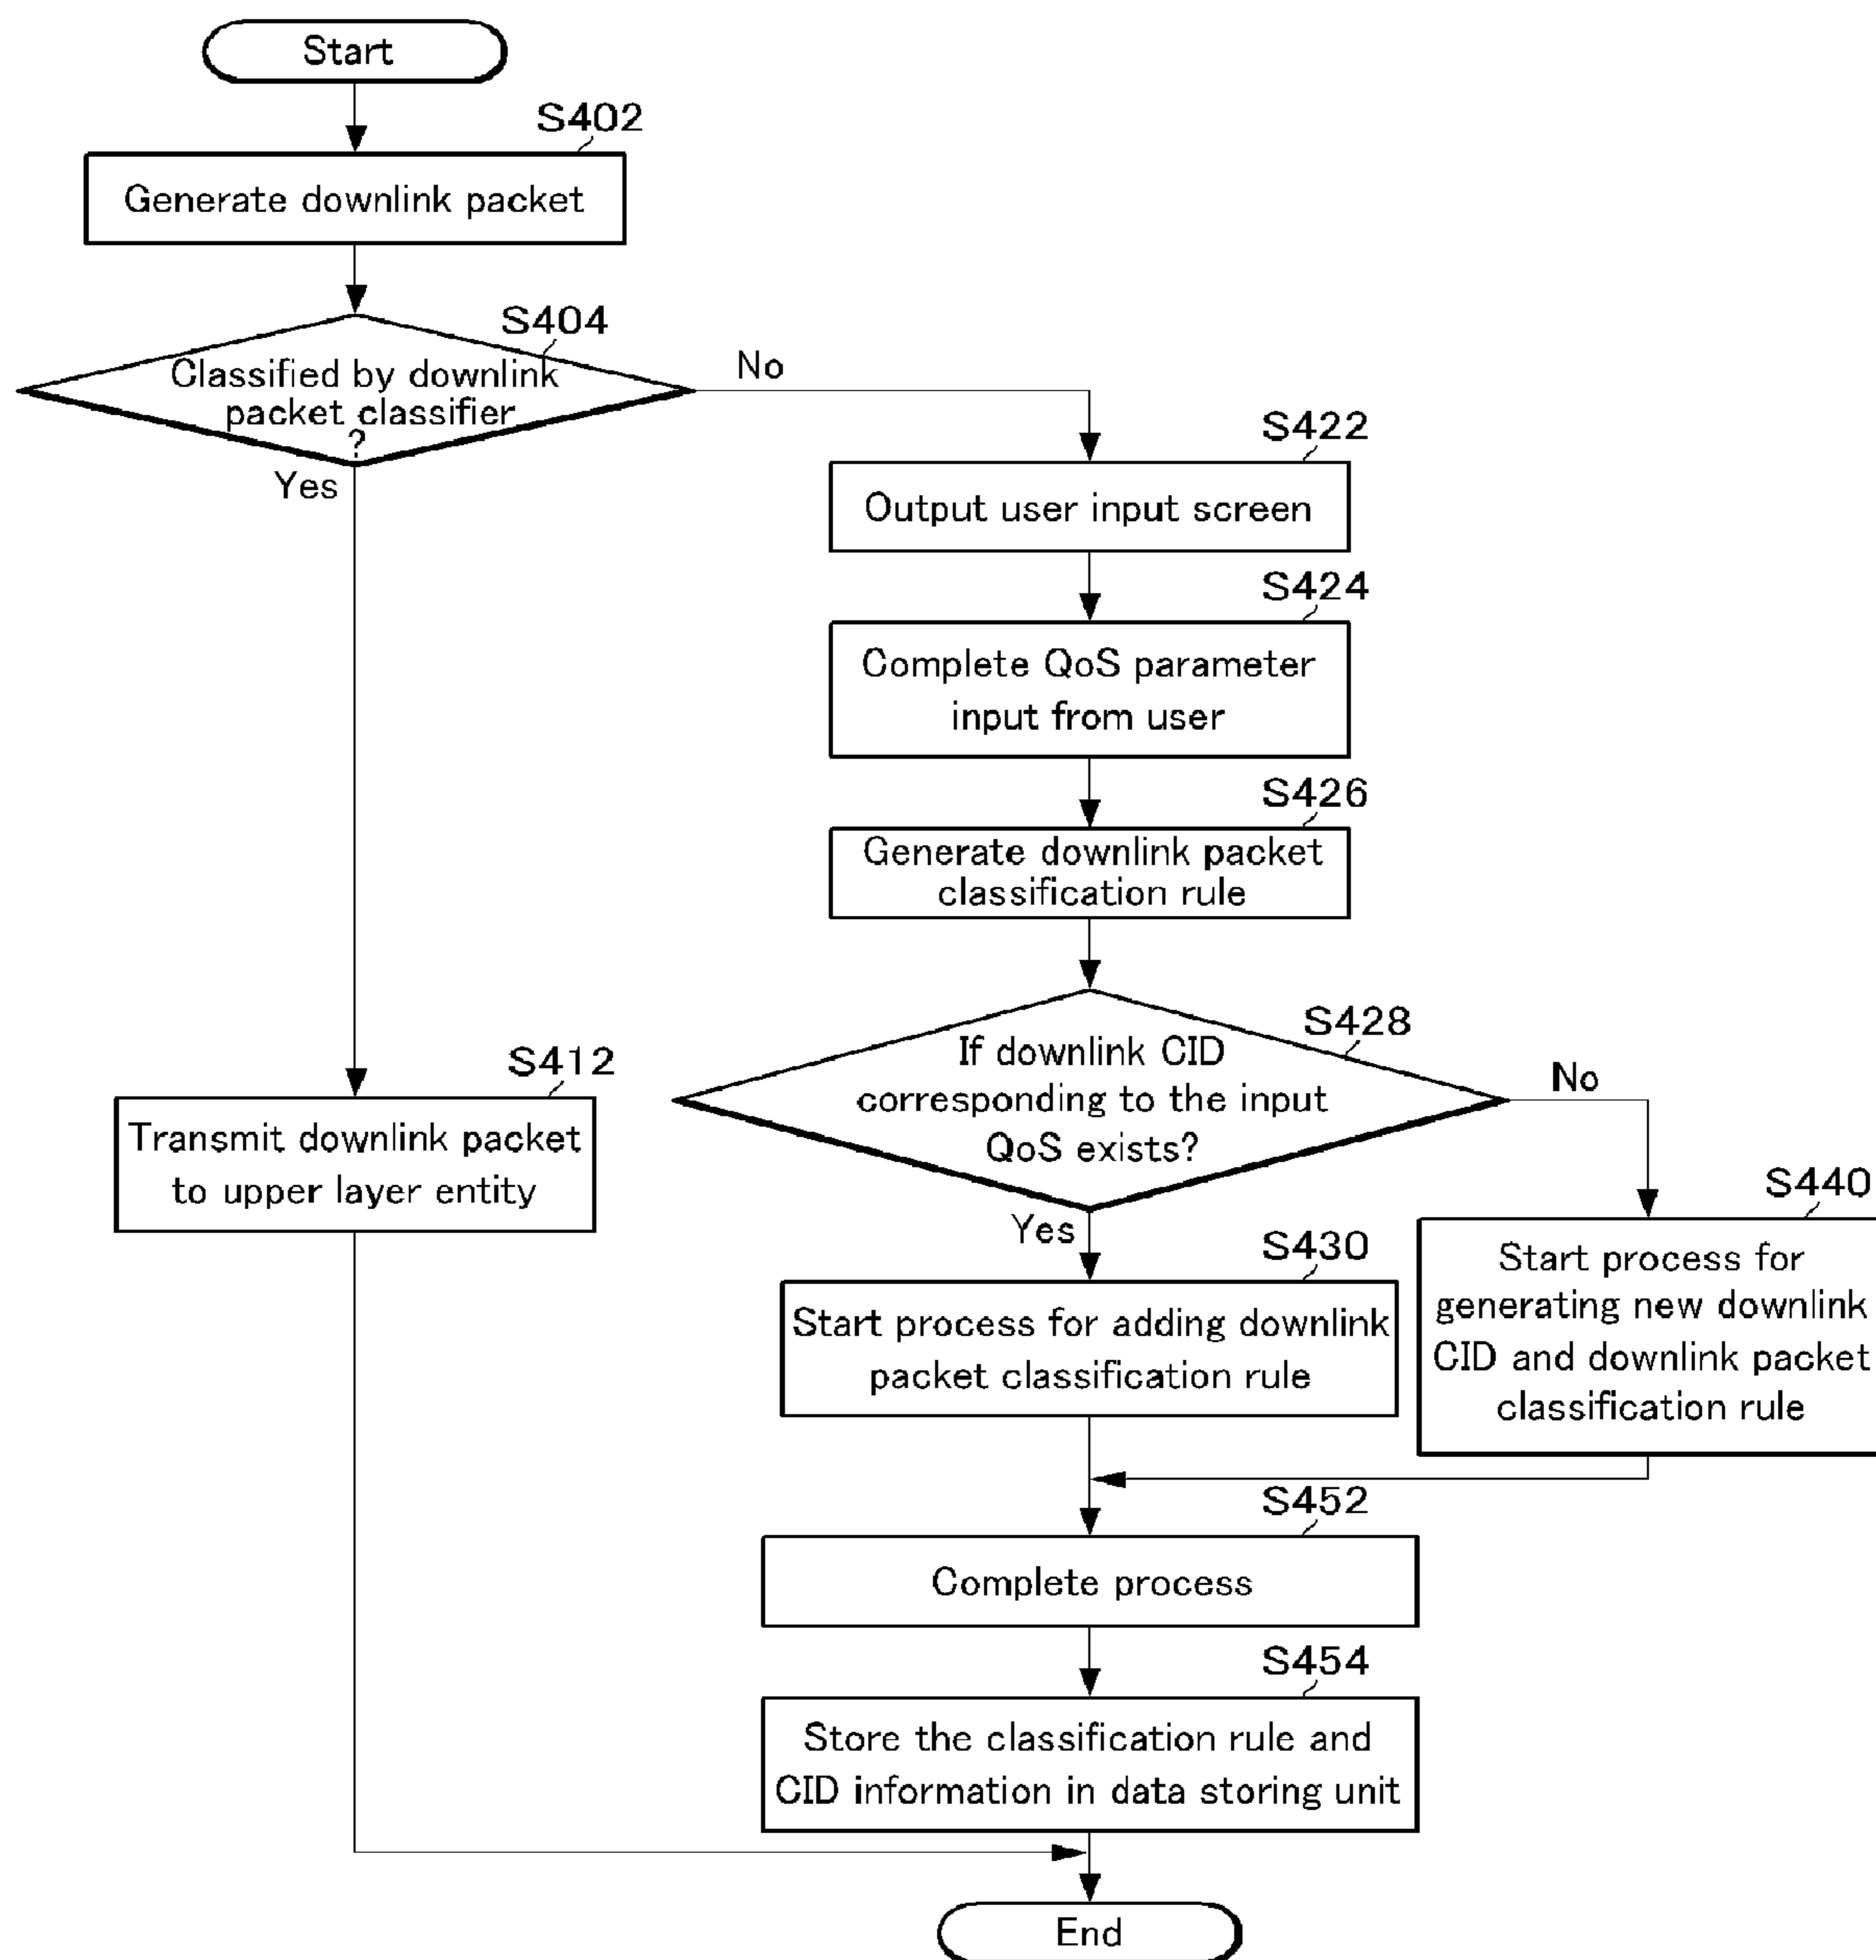 Start
S402
Generate downlink packet
S404
Classified by downlink
packet classifier
?
No
Yes
S422
Output user input screen
S424
Complete QoS parameter
input from user
S426
Generate downlink packet
classification rule
S428
If downlink CID
corresponding to the input
QoS exists?
No
Yes
S412
Transmit downlink packet
to upper layer entity
S430
Start process for adding downlink
packet classification rule
S440
Start process for
generating new downlink
CID and downlink packet
classification rule
S452
Complete process
S454
Store the classification rule and
CID information in data storing unit
End